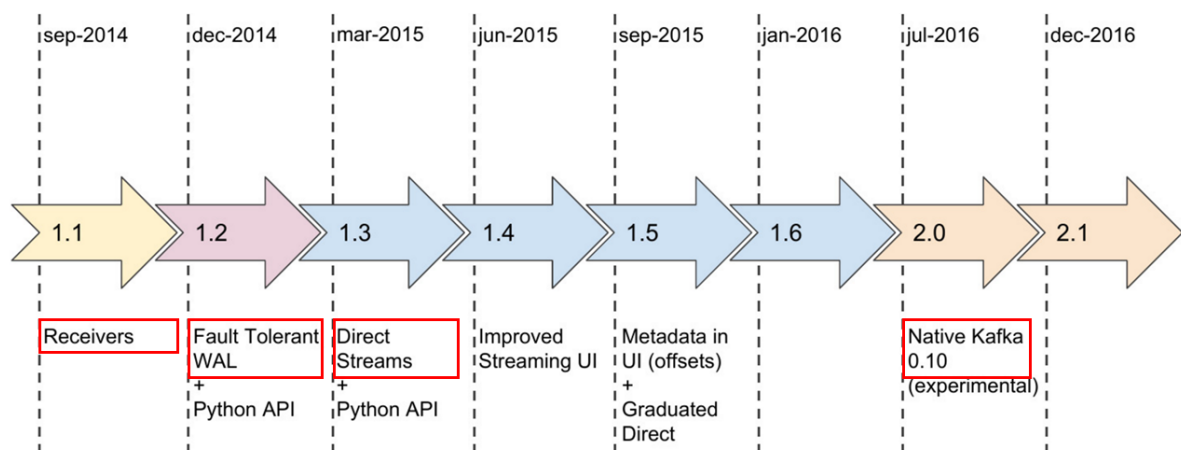 sep-2014
dec-2014
mar-2015
jun-2015
sep-2015
jan-2016
jul-2016
dec-2016
1.1
1.2
1.3
1.4
1.5
1.6
2.0
2.1
Receivers
Fault Tolerant
WAL
+
Python API
Direct
Streams
+
Python API
Improved
Streaming UI
Metadata in
UI (offsets)
+
Graduated
Direct
Native Kafka
0.10
(experimental)